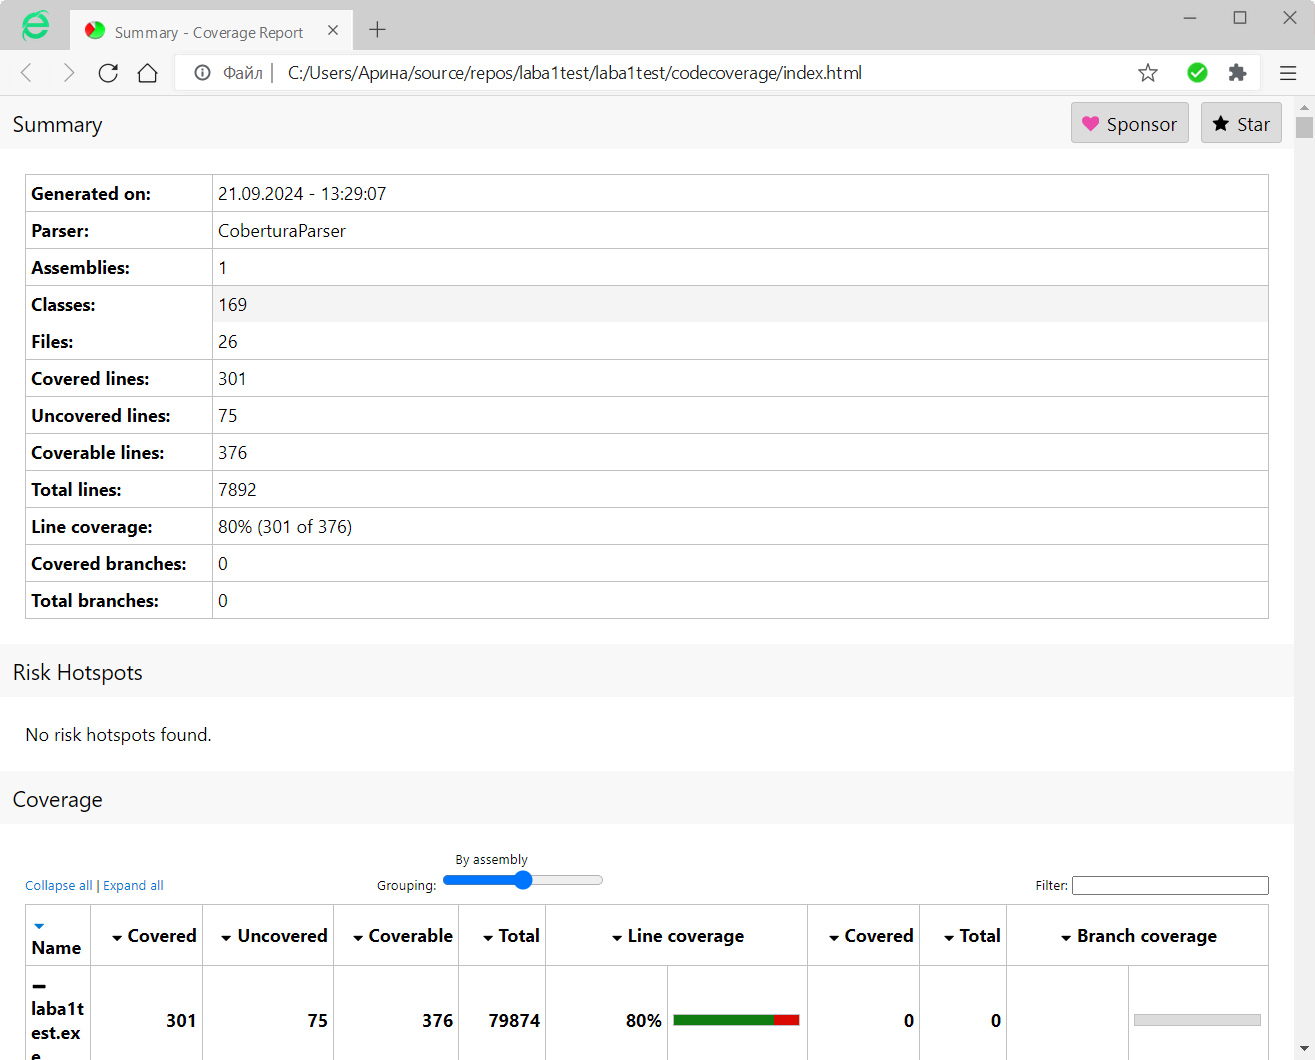 Summary - Coverage Report
Файл | C:/Users/Арина/source/repos/laba1test/laba1test/codecoverage/index.html
Summary
Sponsor
Star
Generated on: 21.09.2024 - 13:29:07
Parser: CoberturaParser
Assemblies: 1
Classes: 169
Files: 26
Covered lines: 301
Uncovered lines: 75
Coverable lines: 376
Total lines: 7892
Line coverage: 80% (301 of 376)
Covered branches: 0
Total branches: 0
Risk Hotspots
No risk hotspots found.
Coverage
By assembly
Collapse all | Expand all
Grouping:
Filter:
Name Covered Uncovered Coverable Total Line coverage Covered Total Branch coverage
laba1t
est.ex
e
301 75 376 79874 80% 0 0